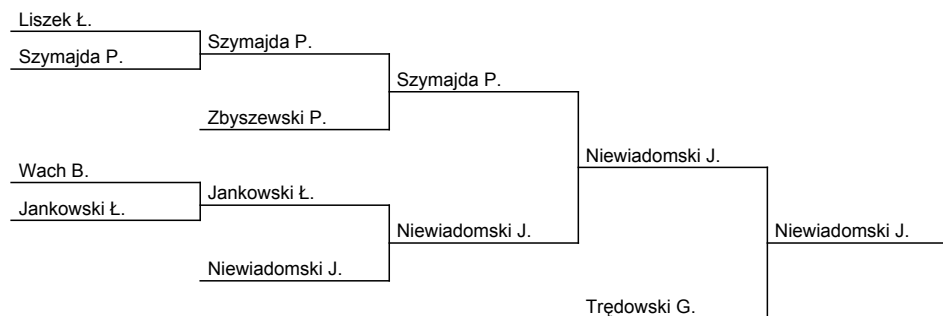 Liszek Ł.
Szymajda P.
Szymajda P.
Szymajda P.
Zbyszewski P.
Niewiadomski J.
Wach B.
Jankowski Ł.
Jankowski Ł.
Niewiadomski J.
Niewiadomski J.
Niewiadomski J.
Trędowski G.